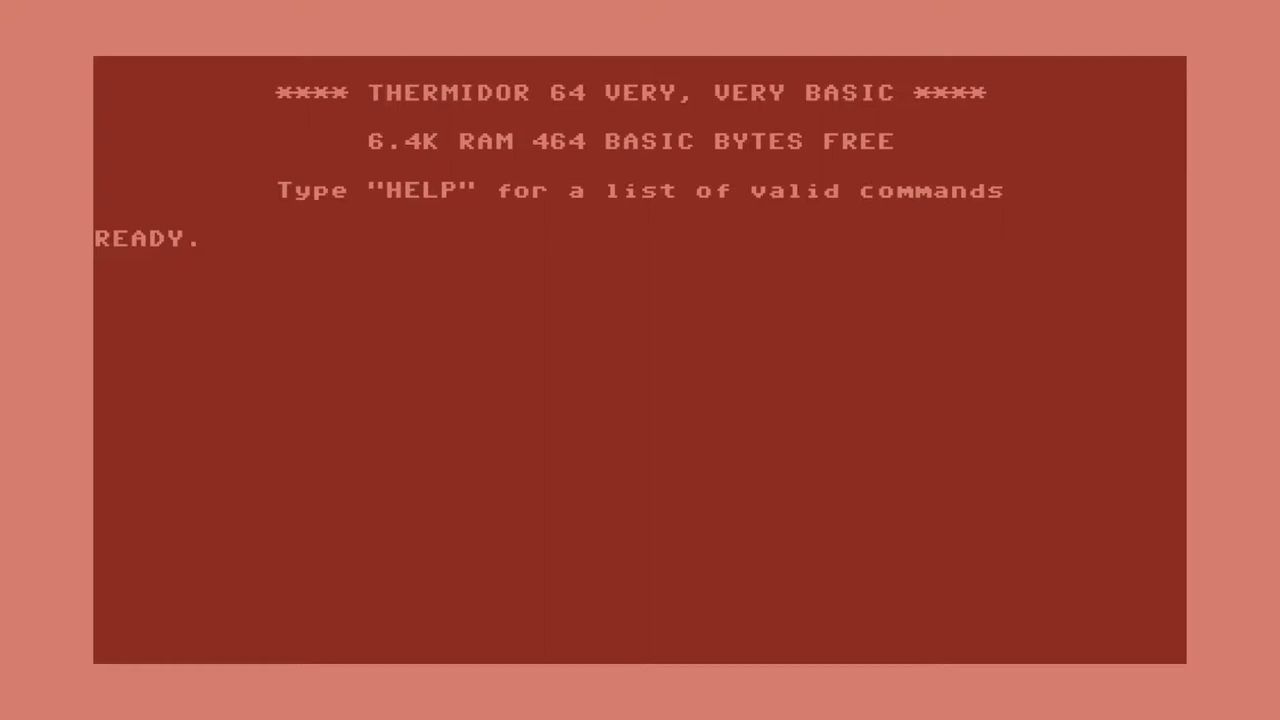 **** THERMIDOR 64 VERY, VERY BASIC ****
6.4K RAM 464 BASIC BYTES FREE
Type "HELP" for a list of valid commands
READY.